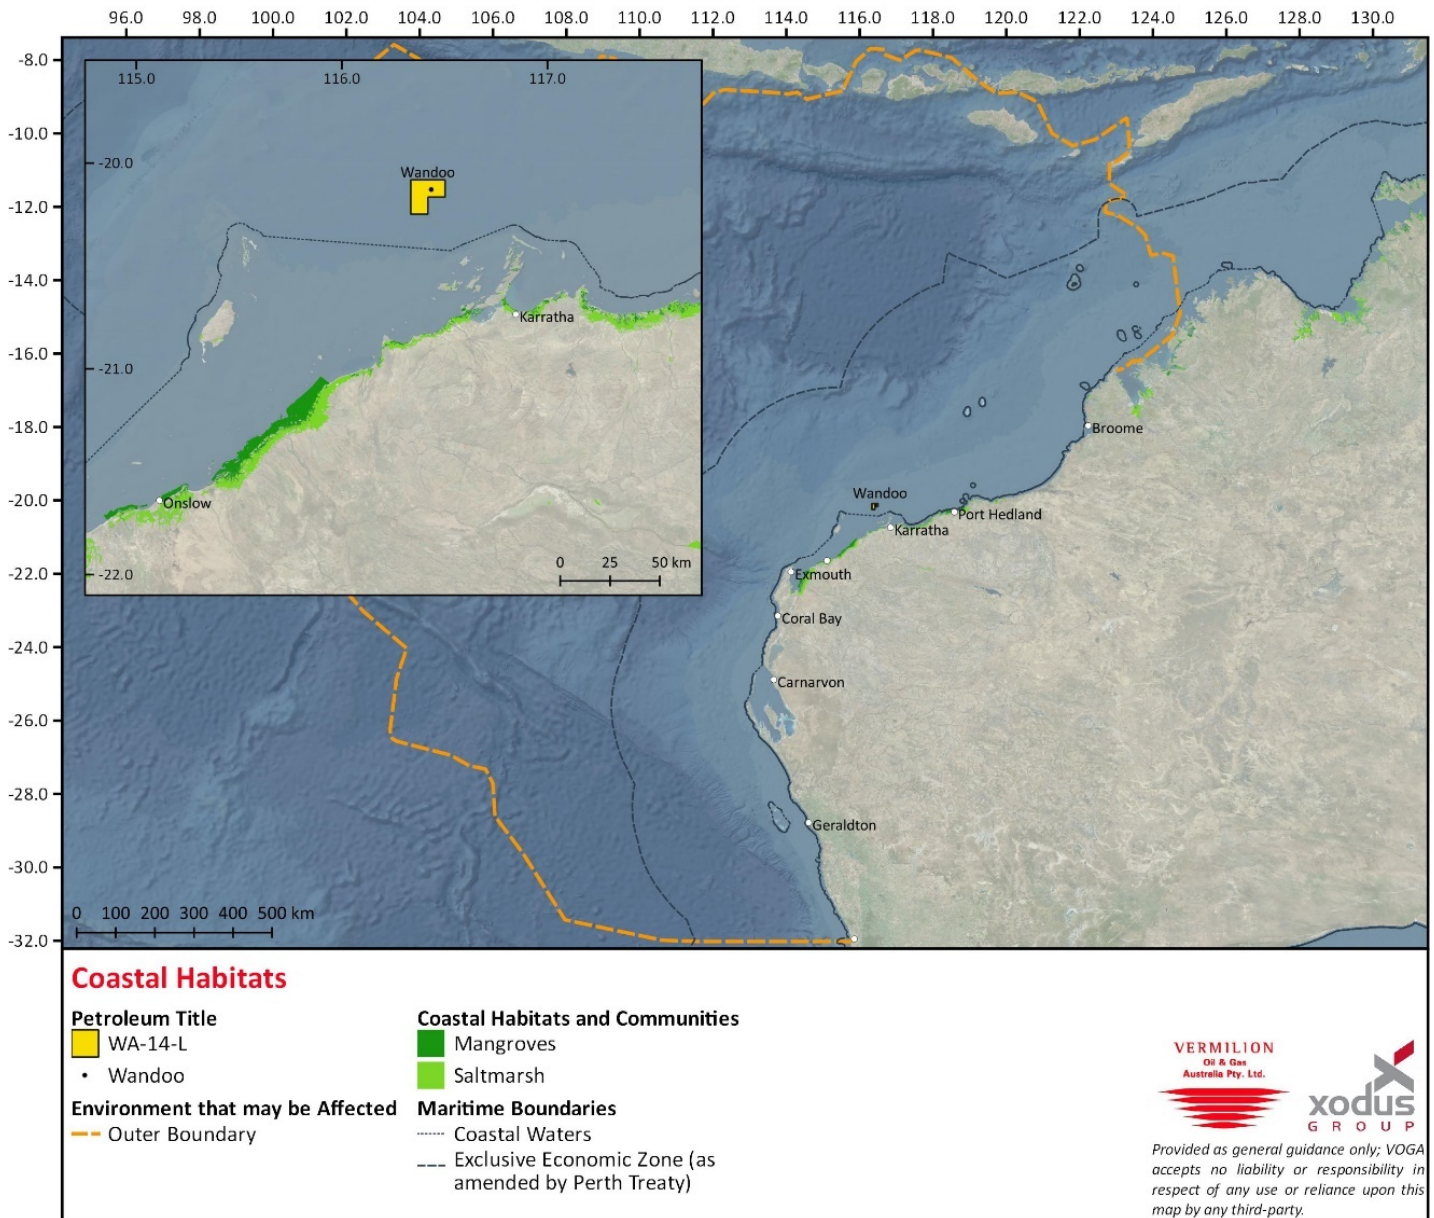 96.0 98.0 100.0 102.0 104.0 106.0 108.0 110.0 112.0 114.0 116.0 118.0 120.0 122.0 124.0 126.0 128.0 130.0
-8.0
-10.0
-12.0
-14.0
-16.0
-18.0
-20.0
-22.0
-24.0
-26.0
-28.0
-30.0
-32.0
115.0 116.0 117.0
-20.0
-21.0
-22.0
Wandoo
Karratha
Onslow
0 25 50 km
Broome
Wandoo
Port Hedland
Karratha
Exmouth
Coral Bay
Carnarvon
Geraldton
0 100 200 300 400 500 km
Coastal Habitats
Petroleum Title
WA-14-L
Wandoo
Environment that may be Affected
Outer Boundary
Coastal Habitats and Communities
Mangroves
Saltmarsh
Maritime Boundaries
Coastal Waters
Exclusive Economic Zone (as
amended by Perth Treaty)
VERMILION
Oil & Gas
Australia Pty. Ltd.
xodus
GROUP
Provided as general guidance only; VOGA
accepts no liability or responsibility in
respect of any use or reliance upon this
map by any third-party.